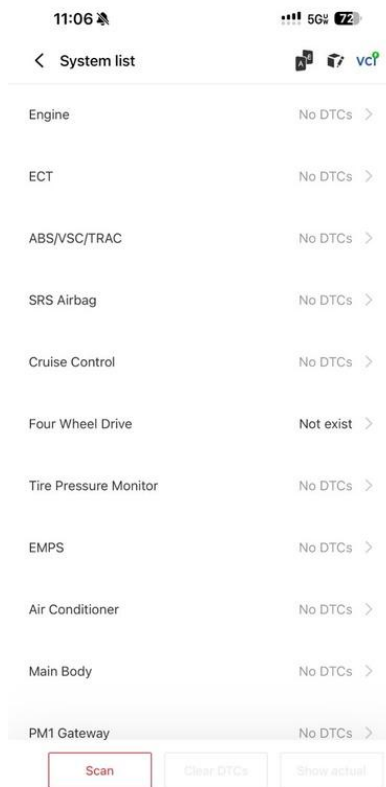 11:06 5G 72
System list VCI
Engine No DTCs
ECT No DTCs
ABS/VSC/TRAC No DTCs
SRS Airbag No DTCs
Cruise Control No DTCs
Four Wheel Drive Not exist
Tire Pressure Monitor No DTCs
EMPS No DTCs
Air Conditioner No DTCs
Main Body No DTCs
PM1 Gateway No DTCs
Scan Clear DTCs Show actual